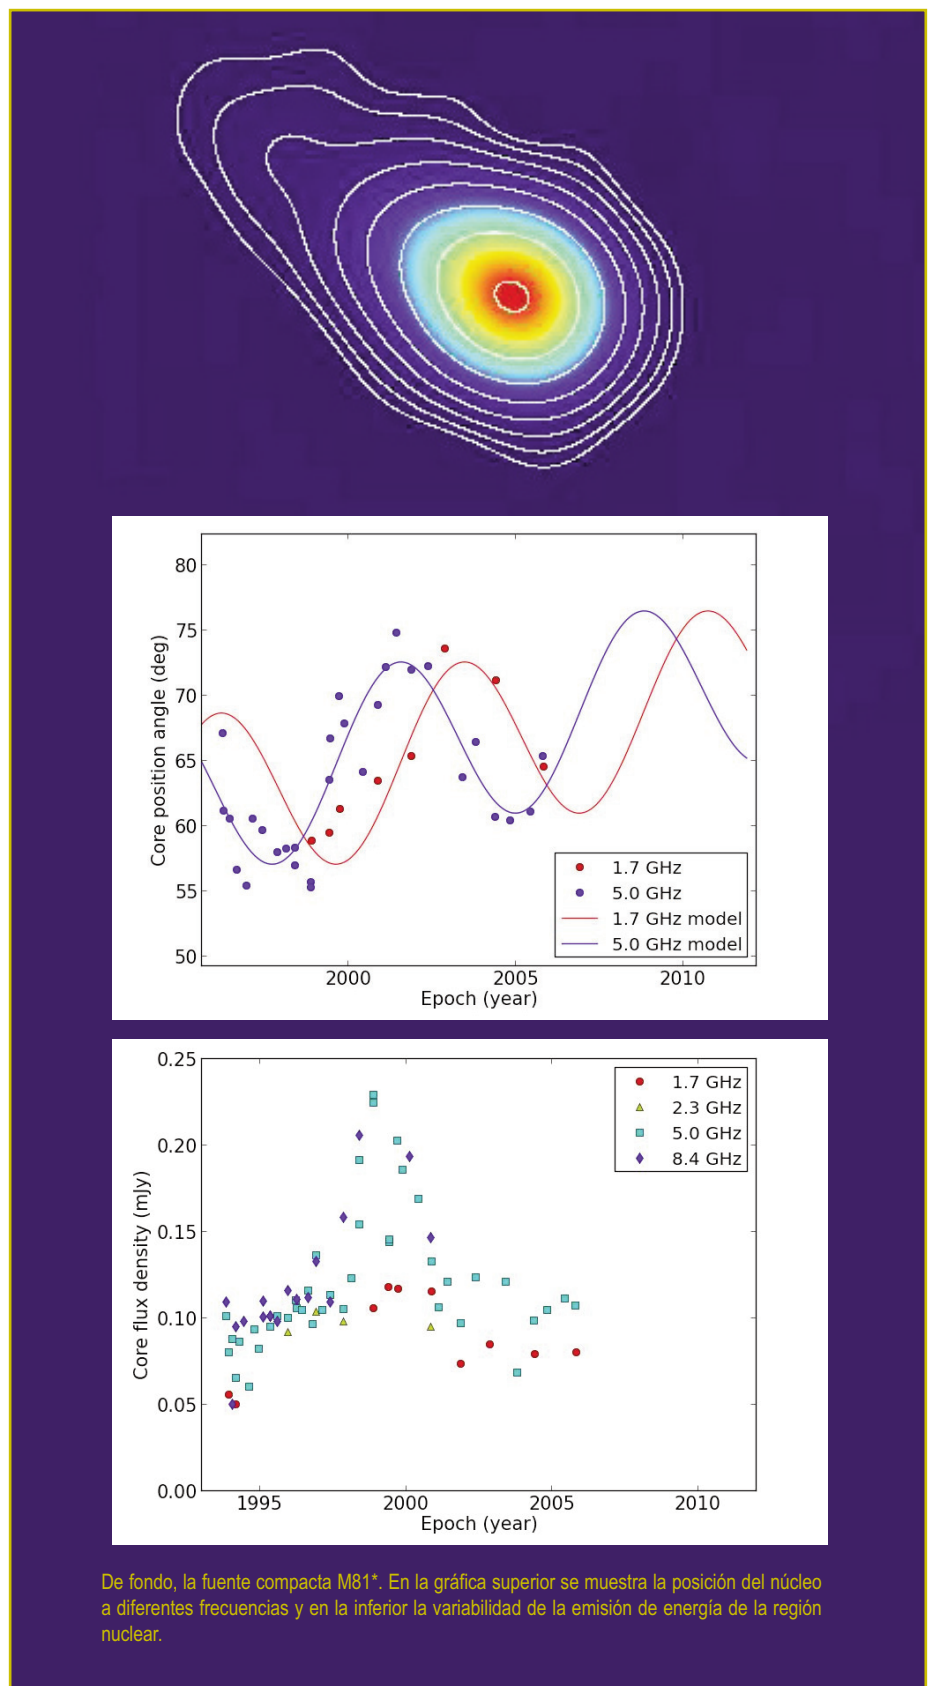 80
75
70
65
60
55
50
Core position angle (deg)
1.7 GHz
5.0 GHz
1.7 GHz model
5.0 GHz model
2000
2005
2010
Epoch (year)
0.25
0.20
0.15
0.10
0.05
0.00
Core flux density (mJy)
1.7 GHz
2.3 GHz
5.0 GHz
8.4 GHz
1995
2000
2005
2010
Epoch (year)
De fondo, la fuente compacta M81*. En la gráfica superior se muestra la posición del núcleo
a diferentes frecuencias y en la inferior la variabilidad de la emisión de energía de la región
nuclear.